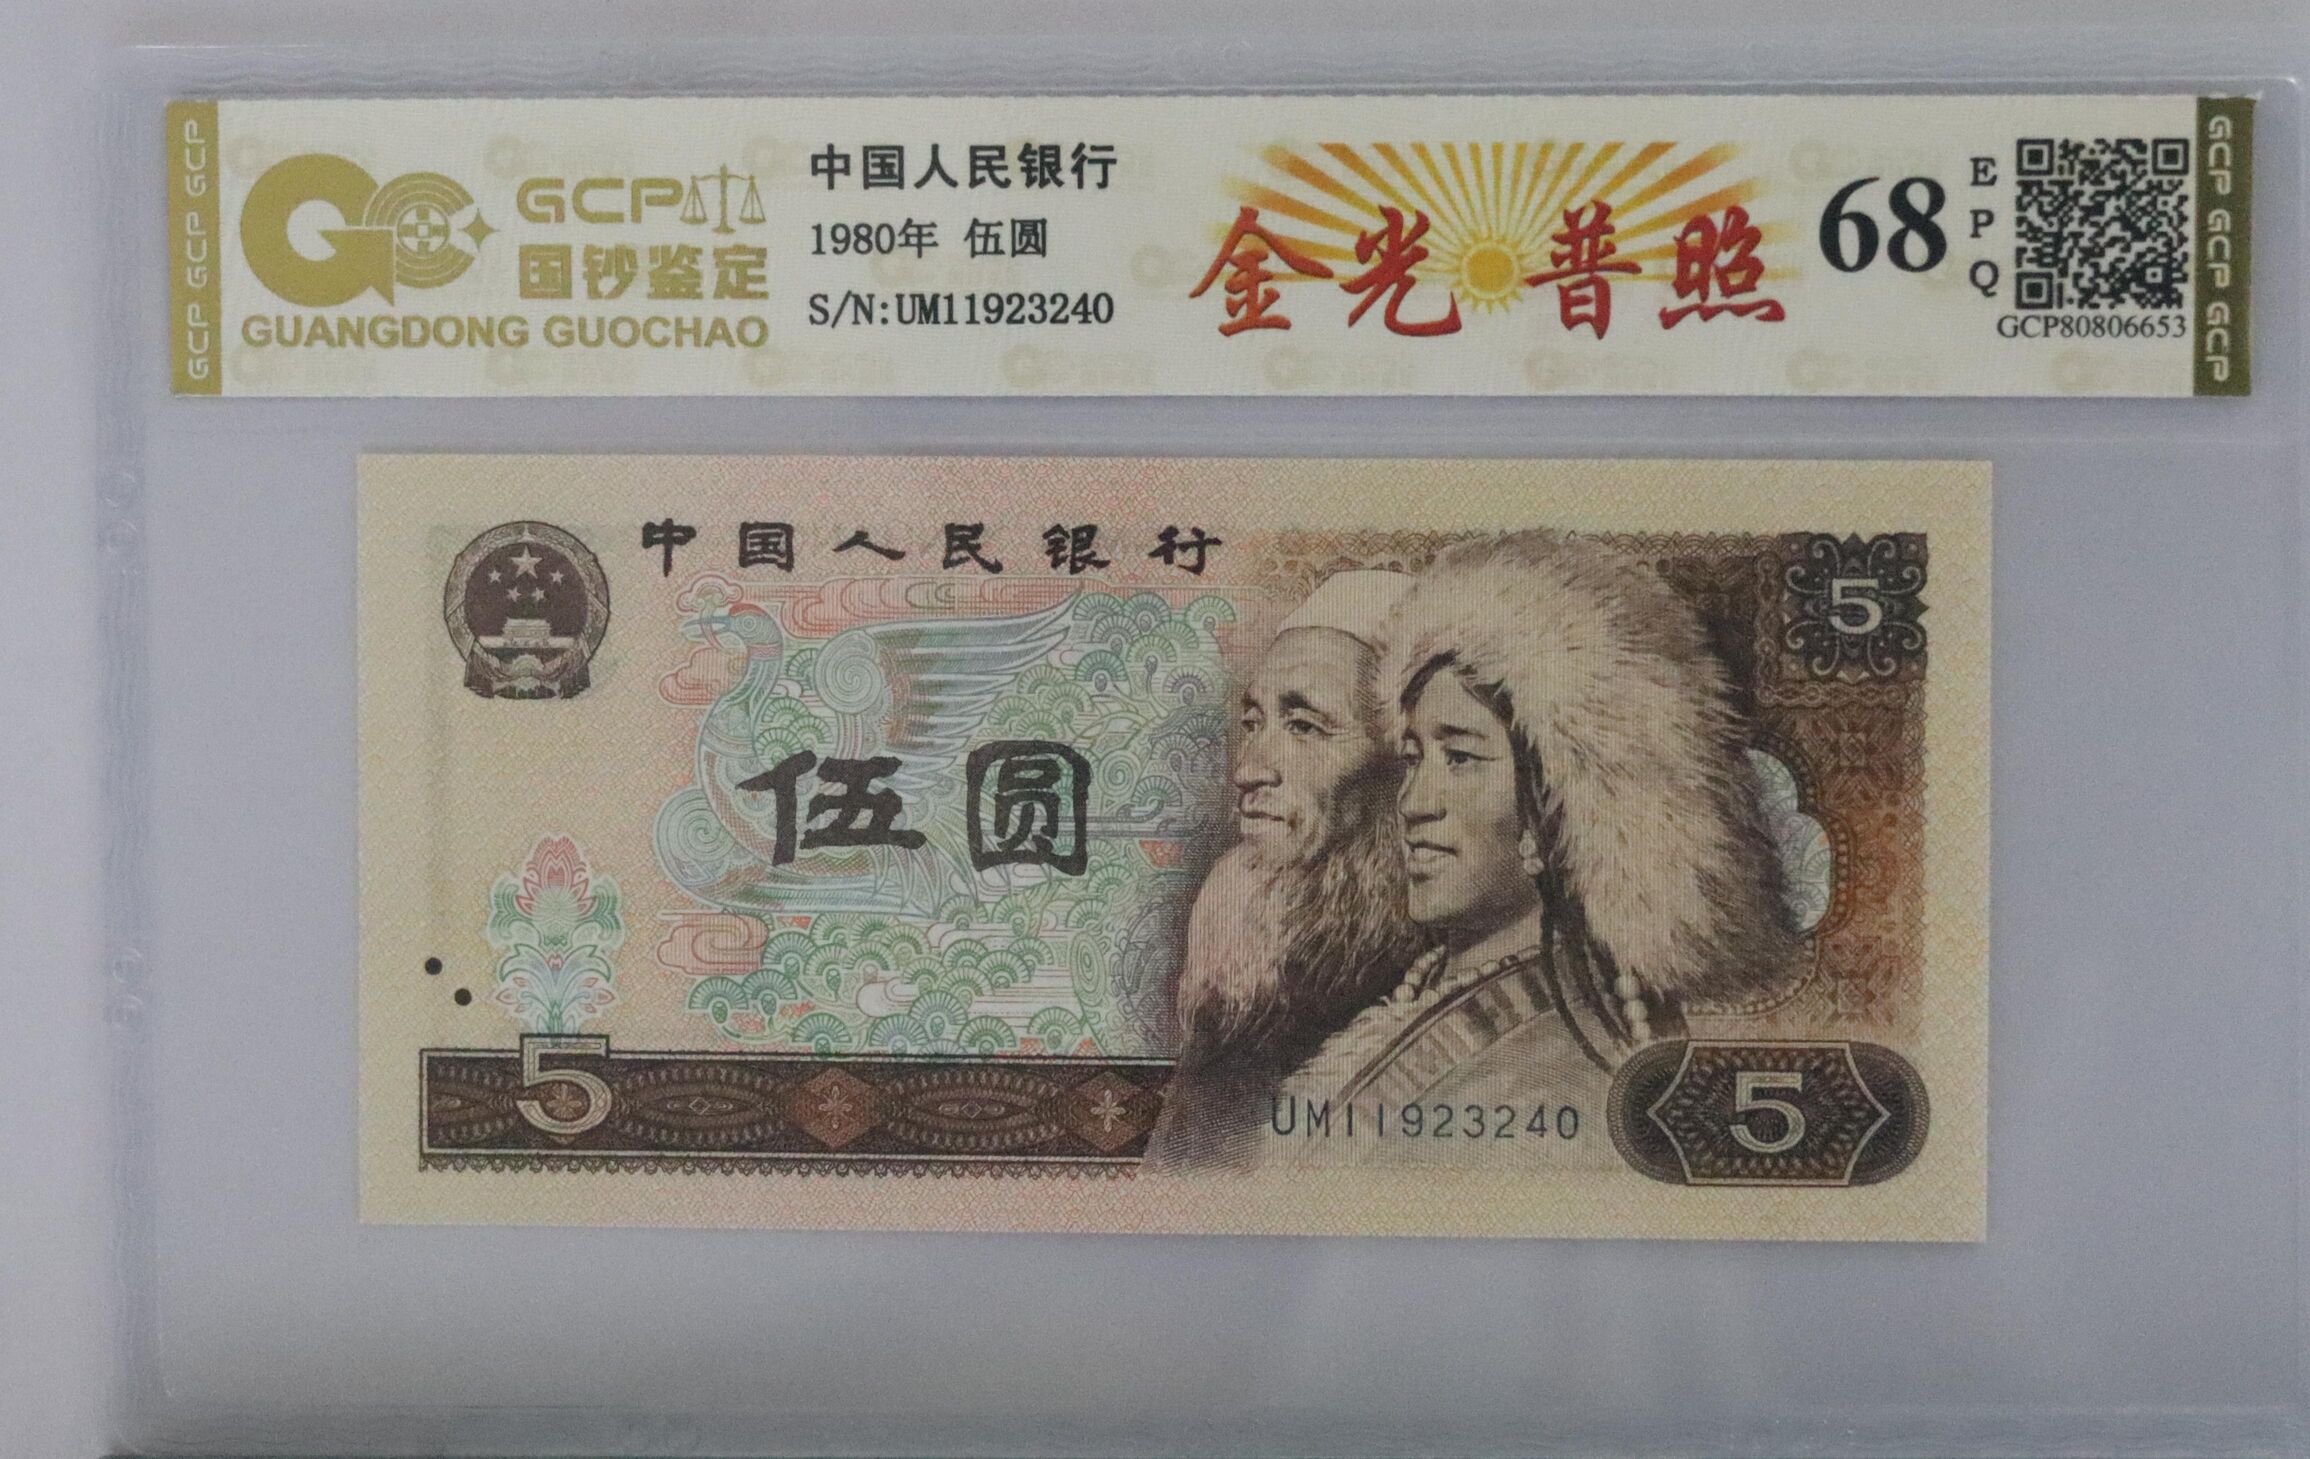 GCP GCP GCP
GCP
国钞鉴定
GUANGDONG GUOCHAO
中国人民银行
1980年 伍圆
S/N:UM11923240
金光普照
68
EPQ
GCP80806653
GCP GCP GCP
中国人民银行
5
伍圆
5
UM11923240
5